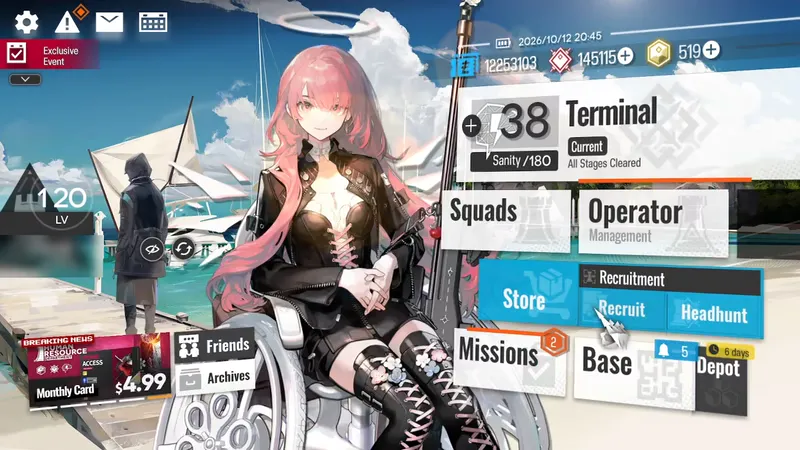 2026/10/12 20:45
12253103
145115
519
Exclusive
Event
38
Sanity /180
Terminal
Current
All Stages Cleared
120
LV
Squads
Operator
Management
Store
Recruitment
Recruit
Headhunt
BREAKING NEWS
HUMAN
RESOURCE
ACCESS
Monthly Card
$4.99
Friends
Archives
Missions
2
Base
5
6 days
Depot